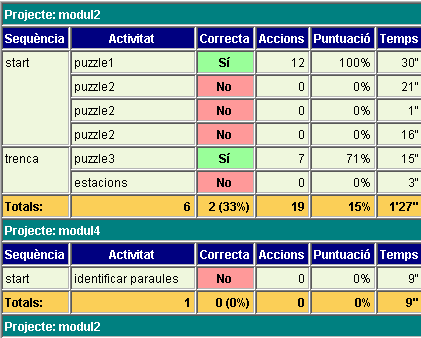 Projecte: modul2
Seqüència Activitat Correcta Accions Puntuació Temps
start puzzle1 Sí 12 100% 30"
puzzle2 No 0 0% 21"
puzzle2 No 0 0% 1"
puzzle2 No 0 0% 16"
trenca puzzle3 Sí 7 71% 15"
estacions No 0 0% 3"
Totals: 6 2 (33%) 19 15% 1'27"
Projecte: modul4
Seqüència Activitat Correcta Accions Puntuació Temps
start identificar paraules No 0 0% 9"
Totals: 1 0 (0%) 0 0% 9"
Projecte: modul2